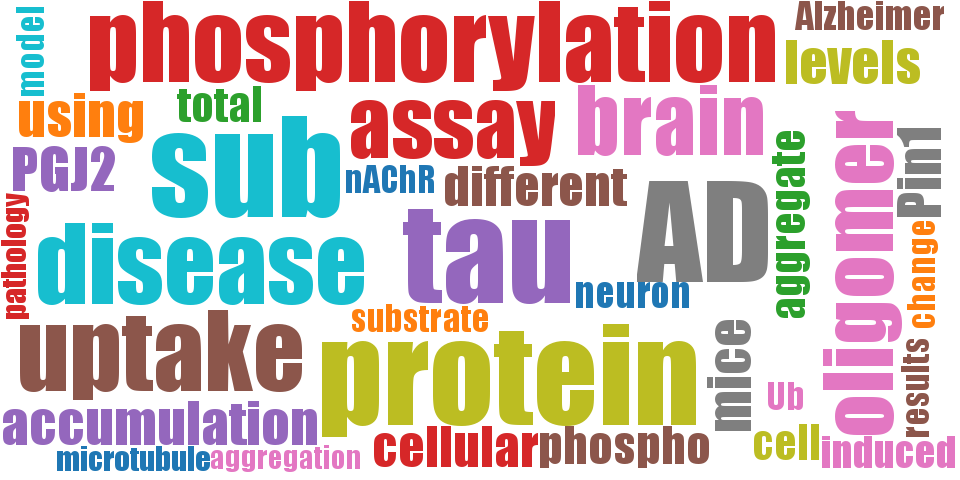 model
phosphorylation
Alzheimer
levels
using
total
assay
brain
PGJ2
sub
nAChR
different
AD
aggregate
oligomer
Pin1
pathology
disease
tau
neuron
change
uptake
substrate
protein
mice
results
accumulation
Ub
cellular
phospho
cell
induced
microtubule
aggregation